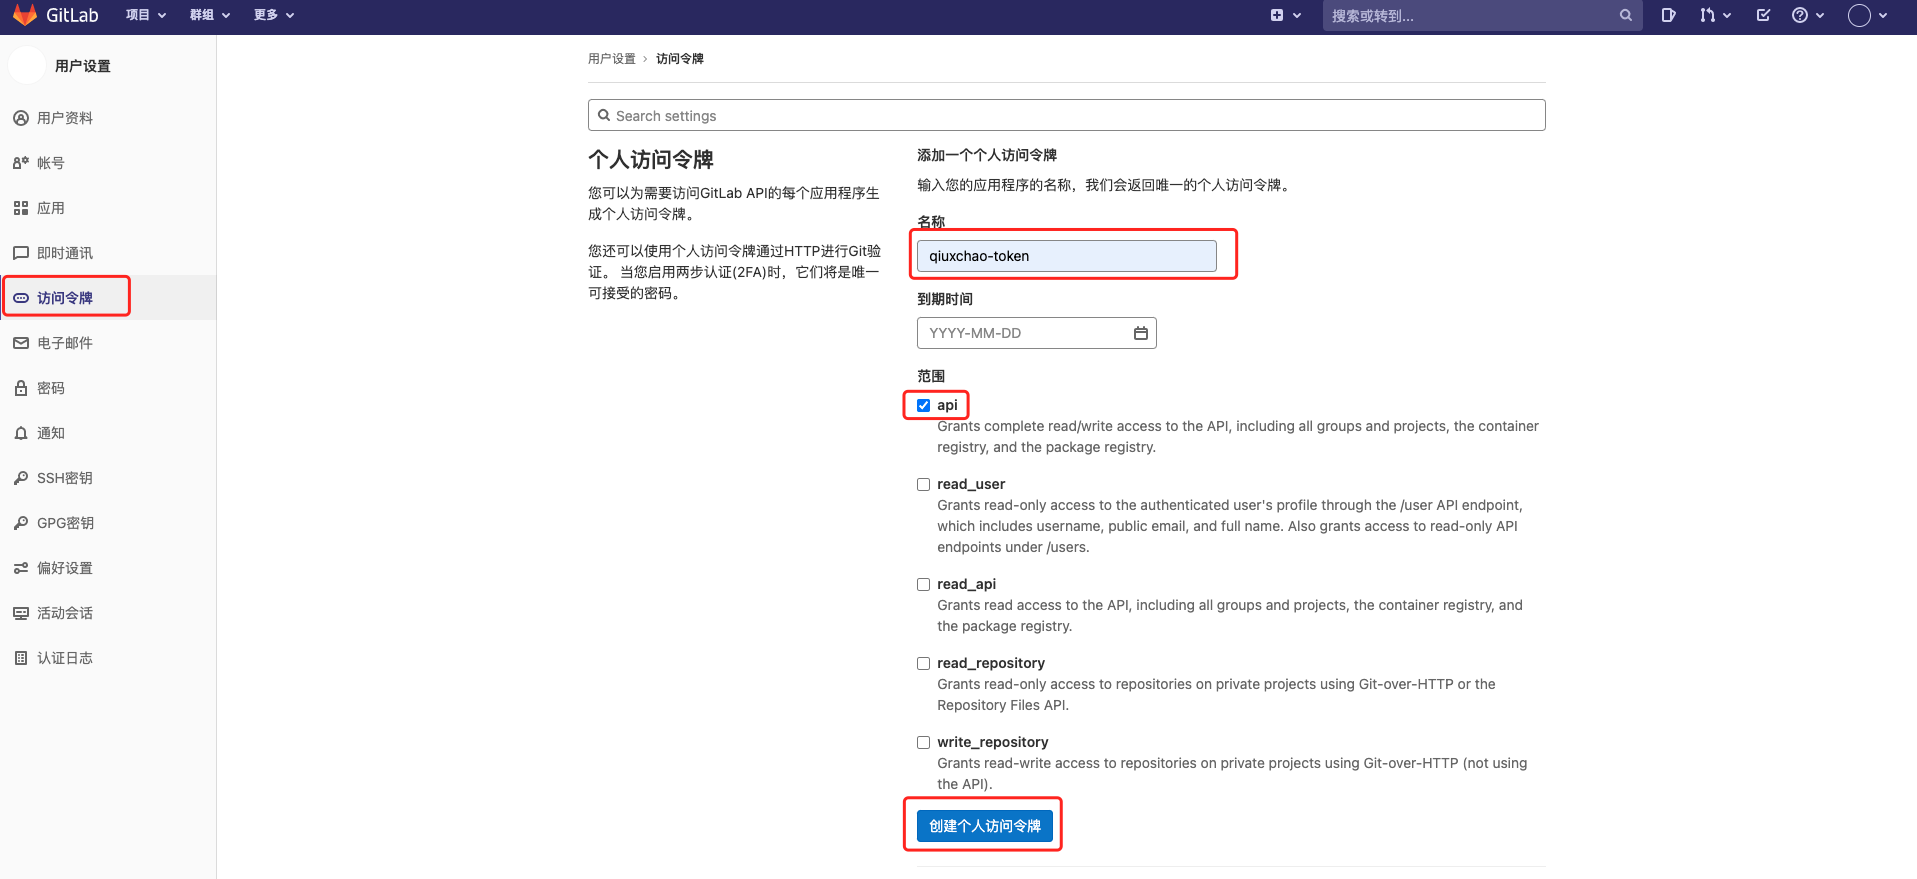 GitLab 项目 群组 更多 搜索或转到...
用户设置
用户资料
帐号
应用
即时通讯
访问令牌
电子邮件
密码
通知
SSH密钥
GPG密钥
偏好设置
活动会话
认证日志
用户设置 › 访问令牌
Search settings
个人访问令牌
您可以为需要访问GitLab API的每个应用程序生
成个人访问令牌。
您还可以使用个人访问令牌通过HTTP进行Git验
证。 当您启用两步认证(2FA)时，它们将是唯一
可接受的密码。
添加一个个人访问令牌
输入您的应用程序的名称，我们会返回唯一的个人访问令牌。
名称
qiuxchao-token
到期时间
YYYY-MM-DD
范围
api
Grants complete read/write access to the API, including all groups and projects, the container
registry, and the package registry.
read_user
Grants read-only access to the authenticated user's profile through the /user API endpoint,
which includes username, public email, and full name. Also grants access to read-only API
endpoints under /users.
read_api
Grants read access to the API, including all groups and projects, the container registry, and
the package registry.
read_repository
Grants read-only access to repositories on private projects using Git-over-HTTP or the
Repository Files API.
write_repository
Grants read-write access to repositories on private projects using Git-over-HTTP (not using
the API).
创建个人访问令牌